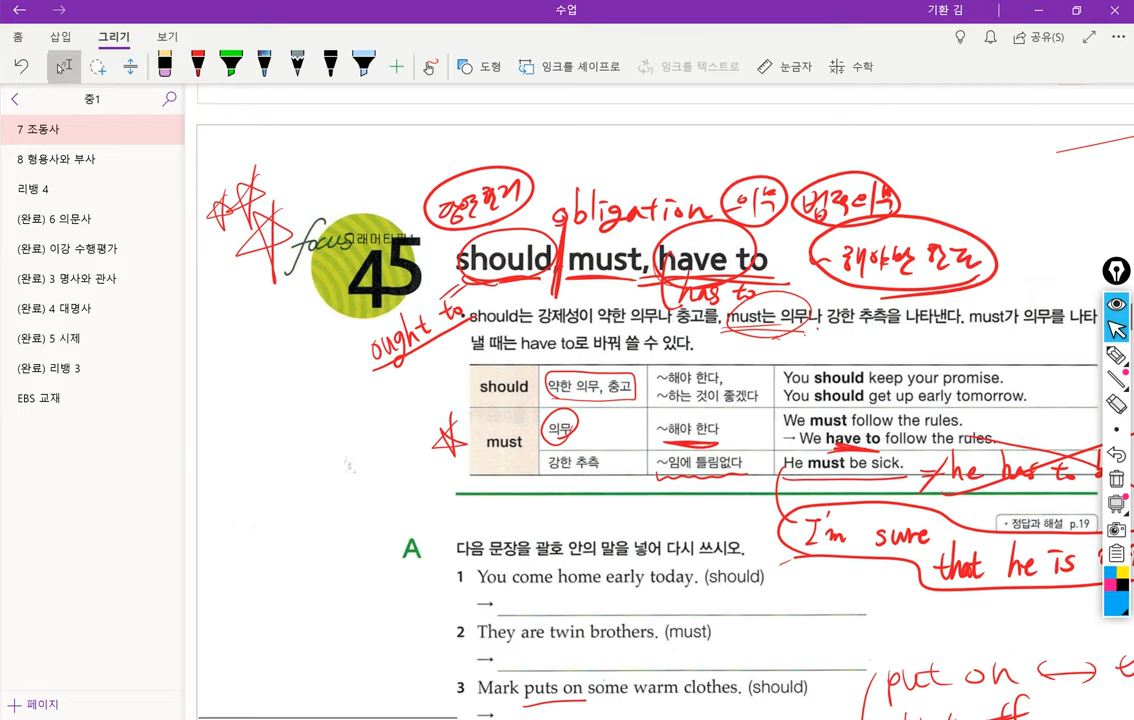 수업
기환 김
홈 삽입 그리기 보기
공유(S)
도형 잉크를 셰이프로 잉크를 텍스트로 눈금자 수학
중1
7 조동사
8 형용사와 부사
리뱅 4
(완료) 6 의문사
(완료) 이강 수행평가
(완료) 3 명사와 관사
(완료) 4 대명사
(완료) 5 시제
(완료) 리뱅 3
EBS 교재
페이지
obligation 의무 법적의무
해야만 한다
focus
45
should, must, have to
has to
ought to
should는 강제성이 약한 의무나 충고를, must는 의무나 강한 추측을 나타낸다. must가 의무를 나타
낼 때는 have to로 바꿔 쓸 수 있다.
should 약한 의무, 충고 ~해야 한다, You should keep your promise.
~하는 것이 좋겠다 You should get up early tomorrow.
must 의무 ~해야 한다 We must follow the rules.
→ We have to follow the rules.
강한 추측 ~임에 틀림없다 He must be sick.
he has to
정답과 해설 p.19
I'm sure
that he is
A 다음 문장을 괄호 안의 말을 넣어 다시 쓰시오.
1 You come home early today. (should)
→
2 They are twin brothers. (must)
→
3 Mark puts on some warm clothes. (should)
→
put on ↔